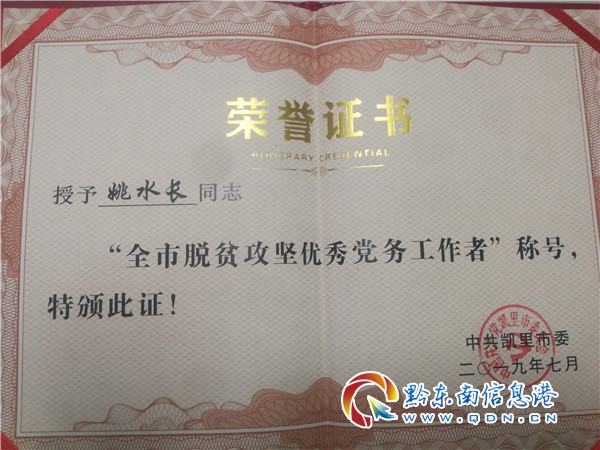 荣誉证书
HONORARY CREDENTIAL
授予 姚水长 同志
“全市脱贫攻坚优秀党务工作者”称号，
特颁此证！
中共凯里市委
二〇一九年七月
黔东南信息港
WWW.QDN.CN